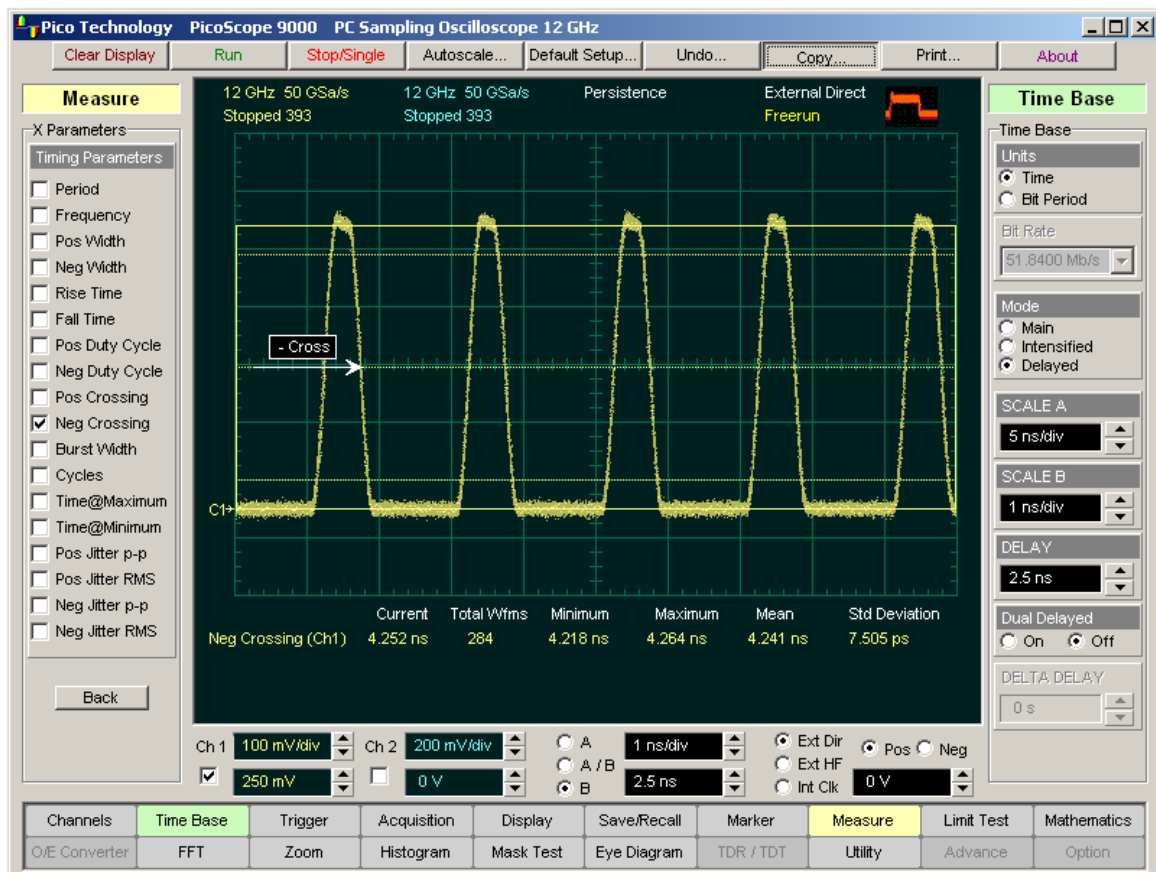 Pico Technology PicoScope 9000 PC Sampling Oscilloscope 12 GHz
Clear Display Run Stop/Single Autoscale... Default Setup... Undo... Copy... Print... About
Measure
X Parameters
Timing Parameters
Period
Frequency
Pos Width
Neg Width
Rise Time
Fall Time
Pos Duty Cycle
Neg Duty Cycle
Pos Crossing
Neg Crossing
Burst Width
Cycles
Time@Maximum
Time@Minimum
Pos Jitter p-p
Pos Jitter RMS
Neg Jitter p-p
Neg Jitter RMS
Back
12 GHz 50 GSa/s 12 GHz 50 GSa/s Persistence External Direct
Stopped 393 Stopped 393 Freerun
- Cross
C1
Current Total Wfms Minimum Maximum Mean Std Deviation
Neg Crossing (Ch1) 4.252 ns 284 4.218 ns 4.264 ns 4.241 ns 7.505 ps
Time Base
Time Base
Units
Time
Bit Period
Bit Rate
51.8400 Mb/s
Mode
Main
Intensified
Delayed
SCALE A
5 ns/div
SCALE B
1 ns/div
DELAY
2.5 ns
Dual Delayed
On Off
DELTA DELAY
0 s
Ch 1 100 mV/div Ch 2 200 mV/div A 1 ns/div Ext Dir Pos Neg
A / B Ext HF
250 mV 0 V B 2.5 ns Int Clk 0 V
Channels Time Base Trigger Acquisition Display Save/Recall Marker Measure Limit Test Mathematics
O/E Converter FFT Zoom Histogram Mask Test Eye Diagram TDR / TDT Utility Advance Option